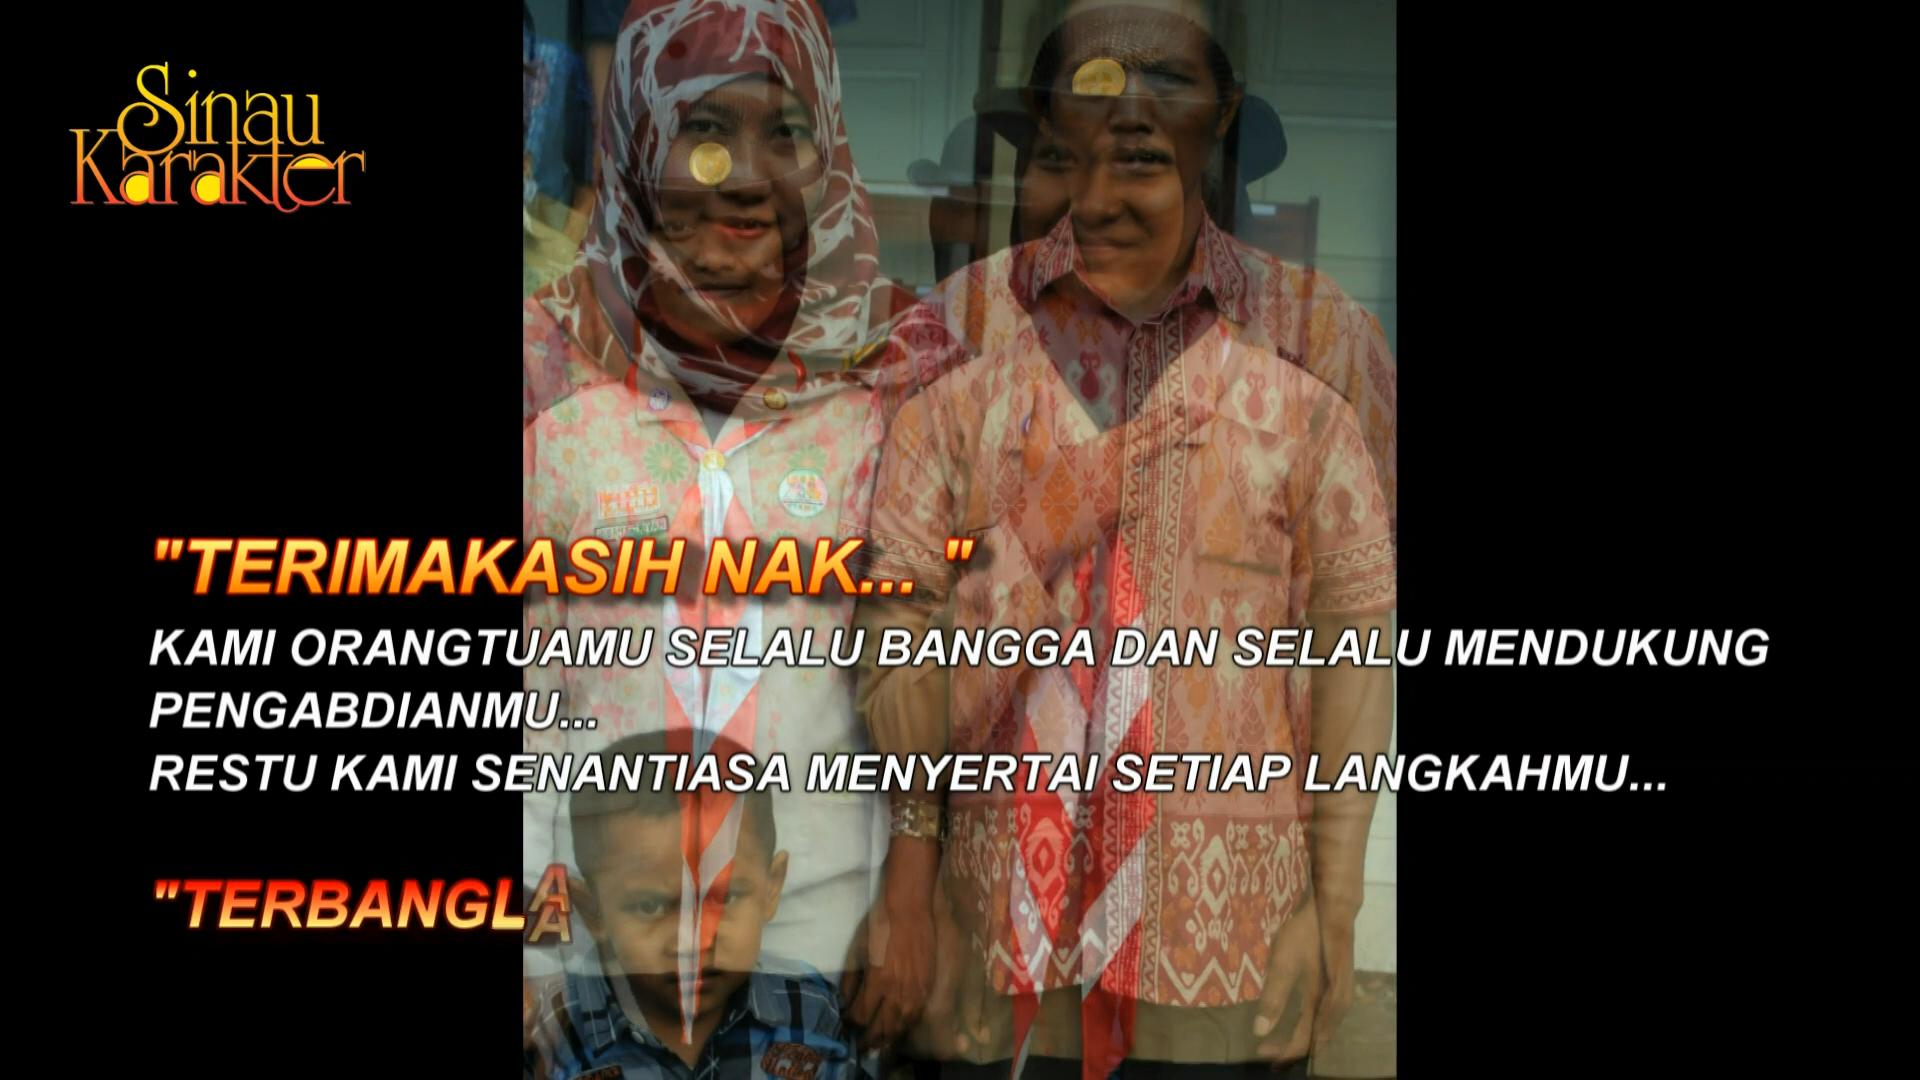 Sinau
Karakter
"TERIMAKASIH NAK... "
KAMI ORANGTUAMU SELALU BANGGA DAN SELALU MENDUKUNG
PENGABDIANMU...
RESTU KAMI SENANTIASA MENYERTAI SETIAP LANGKAHMU...
"TERBANGLA